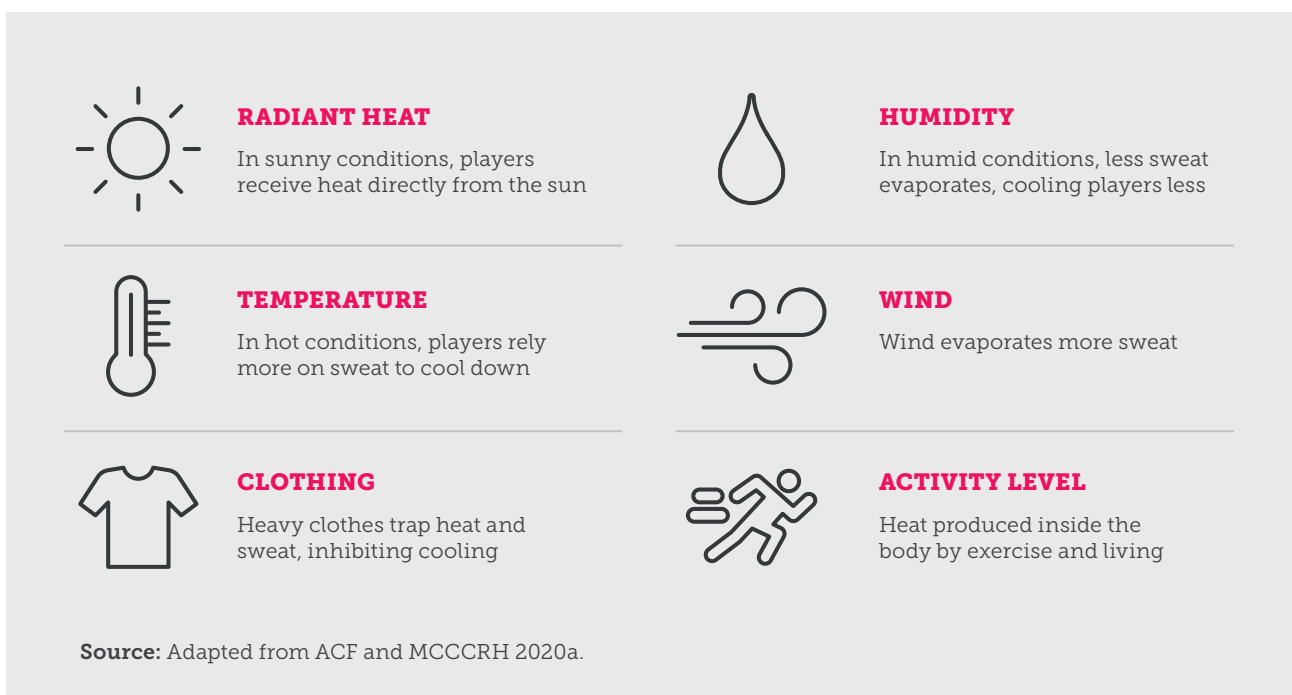 RADIANT HEAT
In sunny conditions, players
receive heat directly from the sun
HUMIDITY
In humid conditions, less sweat
evaporates, cooling players less
TEMPERATURE
In hot conditions, players rely
more on sweat to cool down
WIND
Wind evaporates more sweat
CLOTHING
Heavy clothes trap heat and
sweat, inhibiting cooling
ACTIVITY LEVEL
Heat produced inside the
body by exercise and living
Source: Adapted from ACF and MCCCRH 2020a.